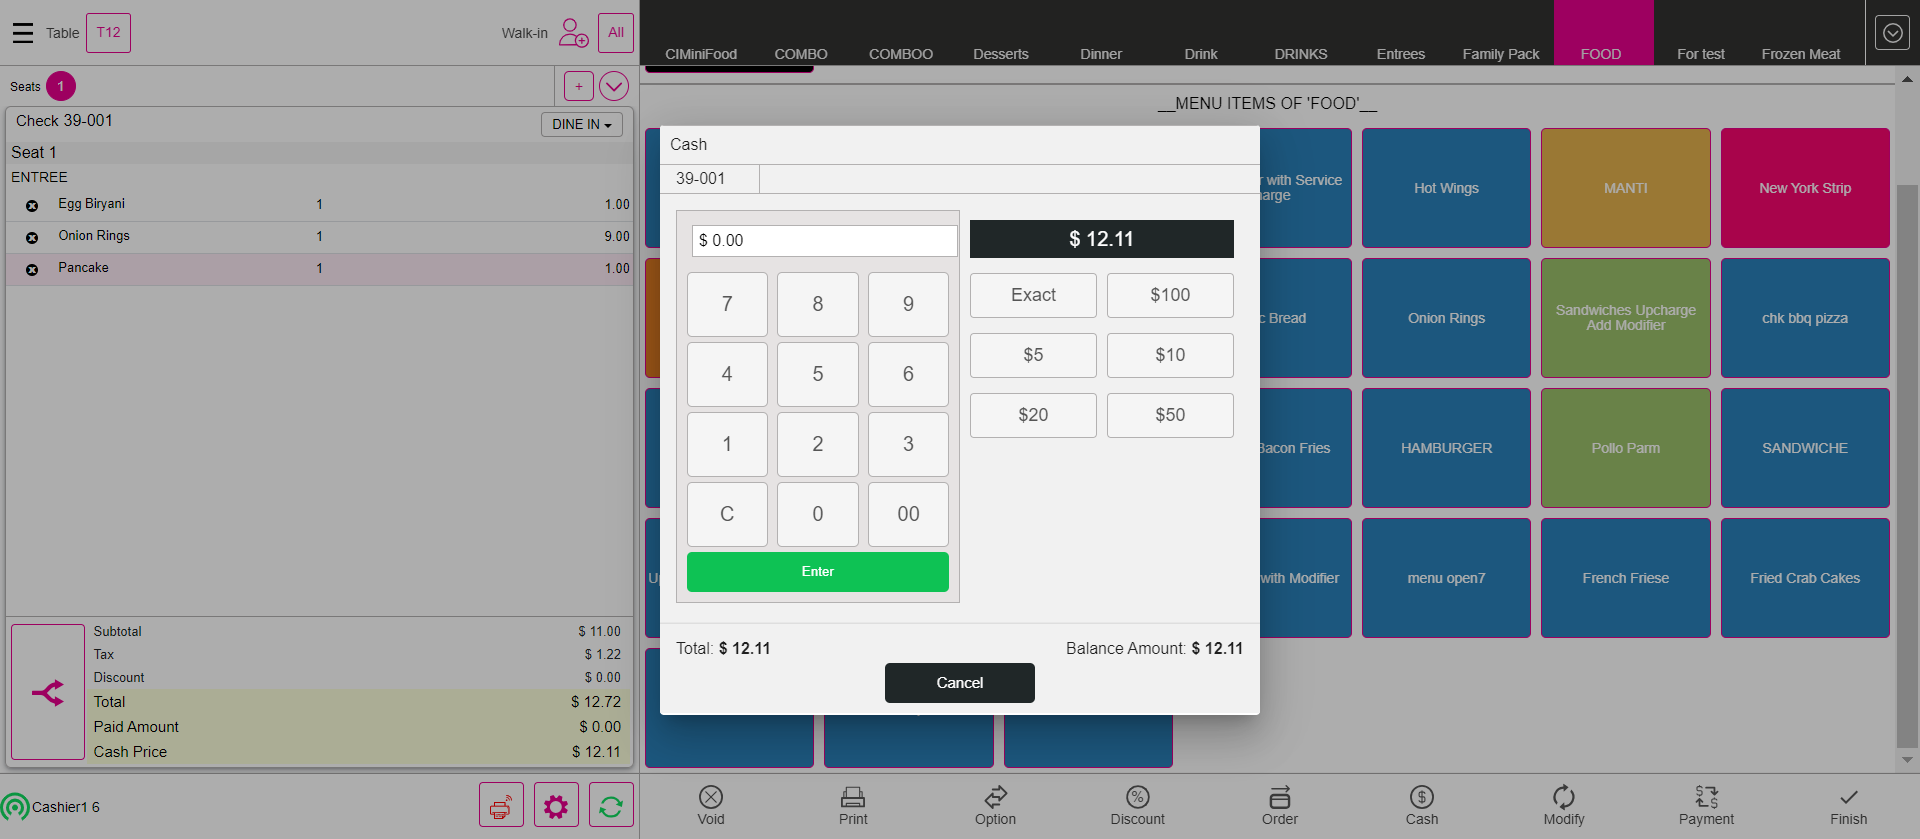 Table T12
Walk-in All
CIMiniFood COMBO COMBOO Desserts Dinner Drink DRINKS Entrees Family Pack FOOD For test Frozen Meat
Seats 1 +
Check 39-001 DINE IN
Seat 1
ENTREE
Egg Biryani 1 1.00
Onion Rings 1 9.00
Pancake 1 1.00
Subtotal $ 11.00
Tax $ 1.22
Discount $ 0.00
Total $ 12.72
Paid Amount $ 0.00
Cash Price $ 12.11
Cashier1 6
__MENU ITEMS OF 'FOOD'__
with Service
Hot Wings
MANTI
New York Strip
Bread
Onion Rings
Sandwiches Upcharge
Add Modifier
chk bbq pizza
Bacon Fries
HAMBURGER
Pollo Parm
SANDWICHE
with Modifier
menu open7
French Friese
Fried Crab Cakes
Cash
39-001
$ 0.00
$ 12.11
7 8 9
4 5 6
1 2 3
C 0 00
Enter
Exact $100
$5 $10
$20 $50
Total: $ 12.11
Balance Amount: $ 12.11
Cancel
Void Print Option Discount Order Cash Modify Payment Finish